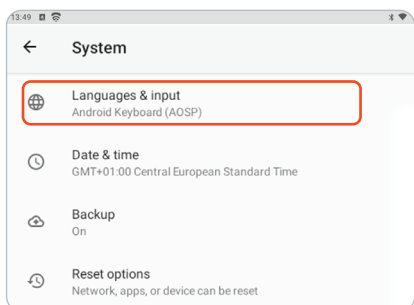 13:49
System
Languages & input
Android Keyboard (AOSP)
Date & time
GMT+01:00 Central European Standard Time
Backup
On
Reset options
Network, apps, or device can be reset